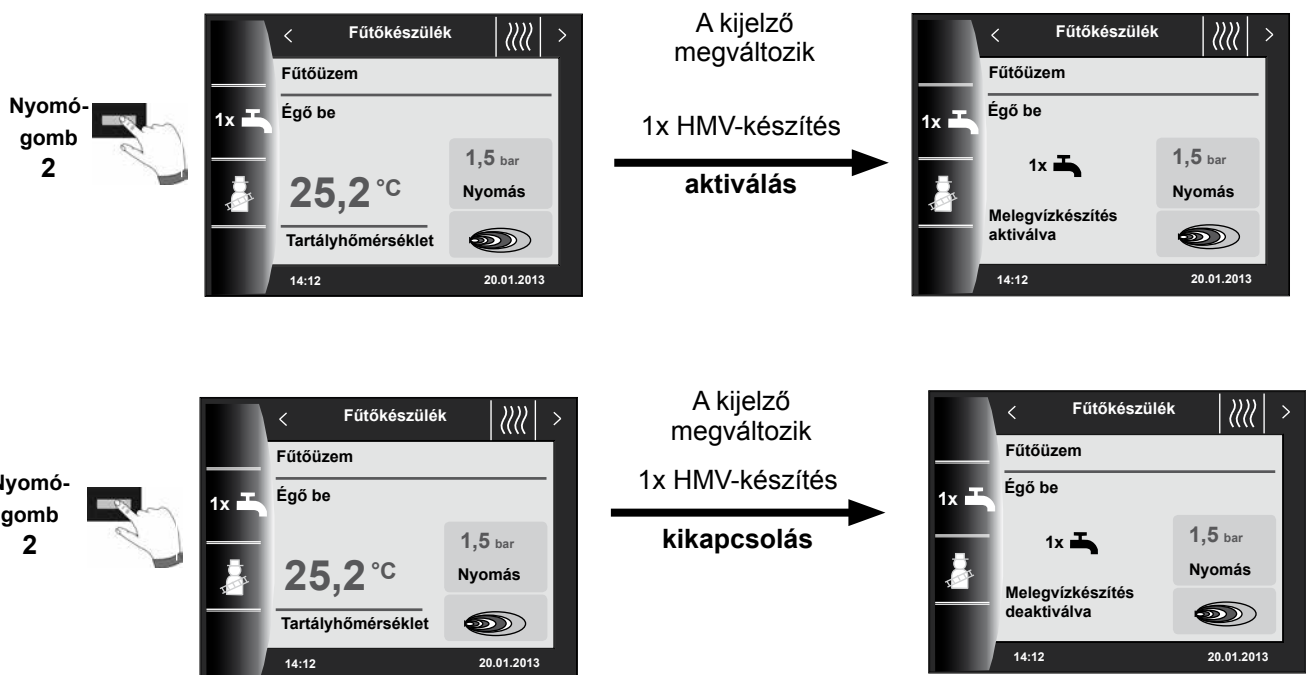 Nyomó-
gomb
2
< Fűtőkészülék >
Fűtőüzem
Égő be
1x
1,5 bar
Nyomás
25,2 °C
Tartályhőmérséklet
14:12 20.01.2013
A kijelző
megváltozik
1x HMV-készítés
aktiválás
< Fűtőkészülék >
Fűtőüzem
Égő be
1x
1x
1,5 bar
Nyomás
Melegvízkészítés
aktiválva
14:12 20.01.2013
Nyomó-
gomb
2
< Fűtőkészülék >
Fűtőüzem
Égő be
1x
1,5 bar
Nyomás
25,2 °C
Tartályhőmérséklet
14:12 20.01.2013
A kijelző
megváltozik
1x HMV-készítés
kikapcsolás
< Fűtőkészülék >
Fűtőüzem
Égő be
1x
1x
1,5 bar
Nyomás
Melegvízkészítés
deaktiválva
14:12 20.01.2013